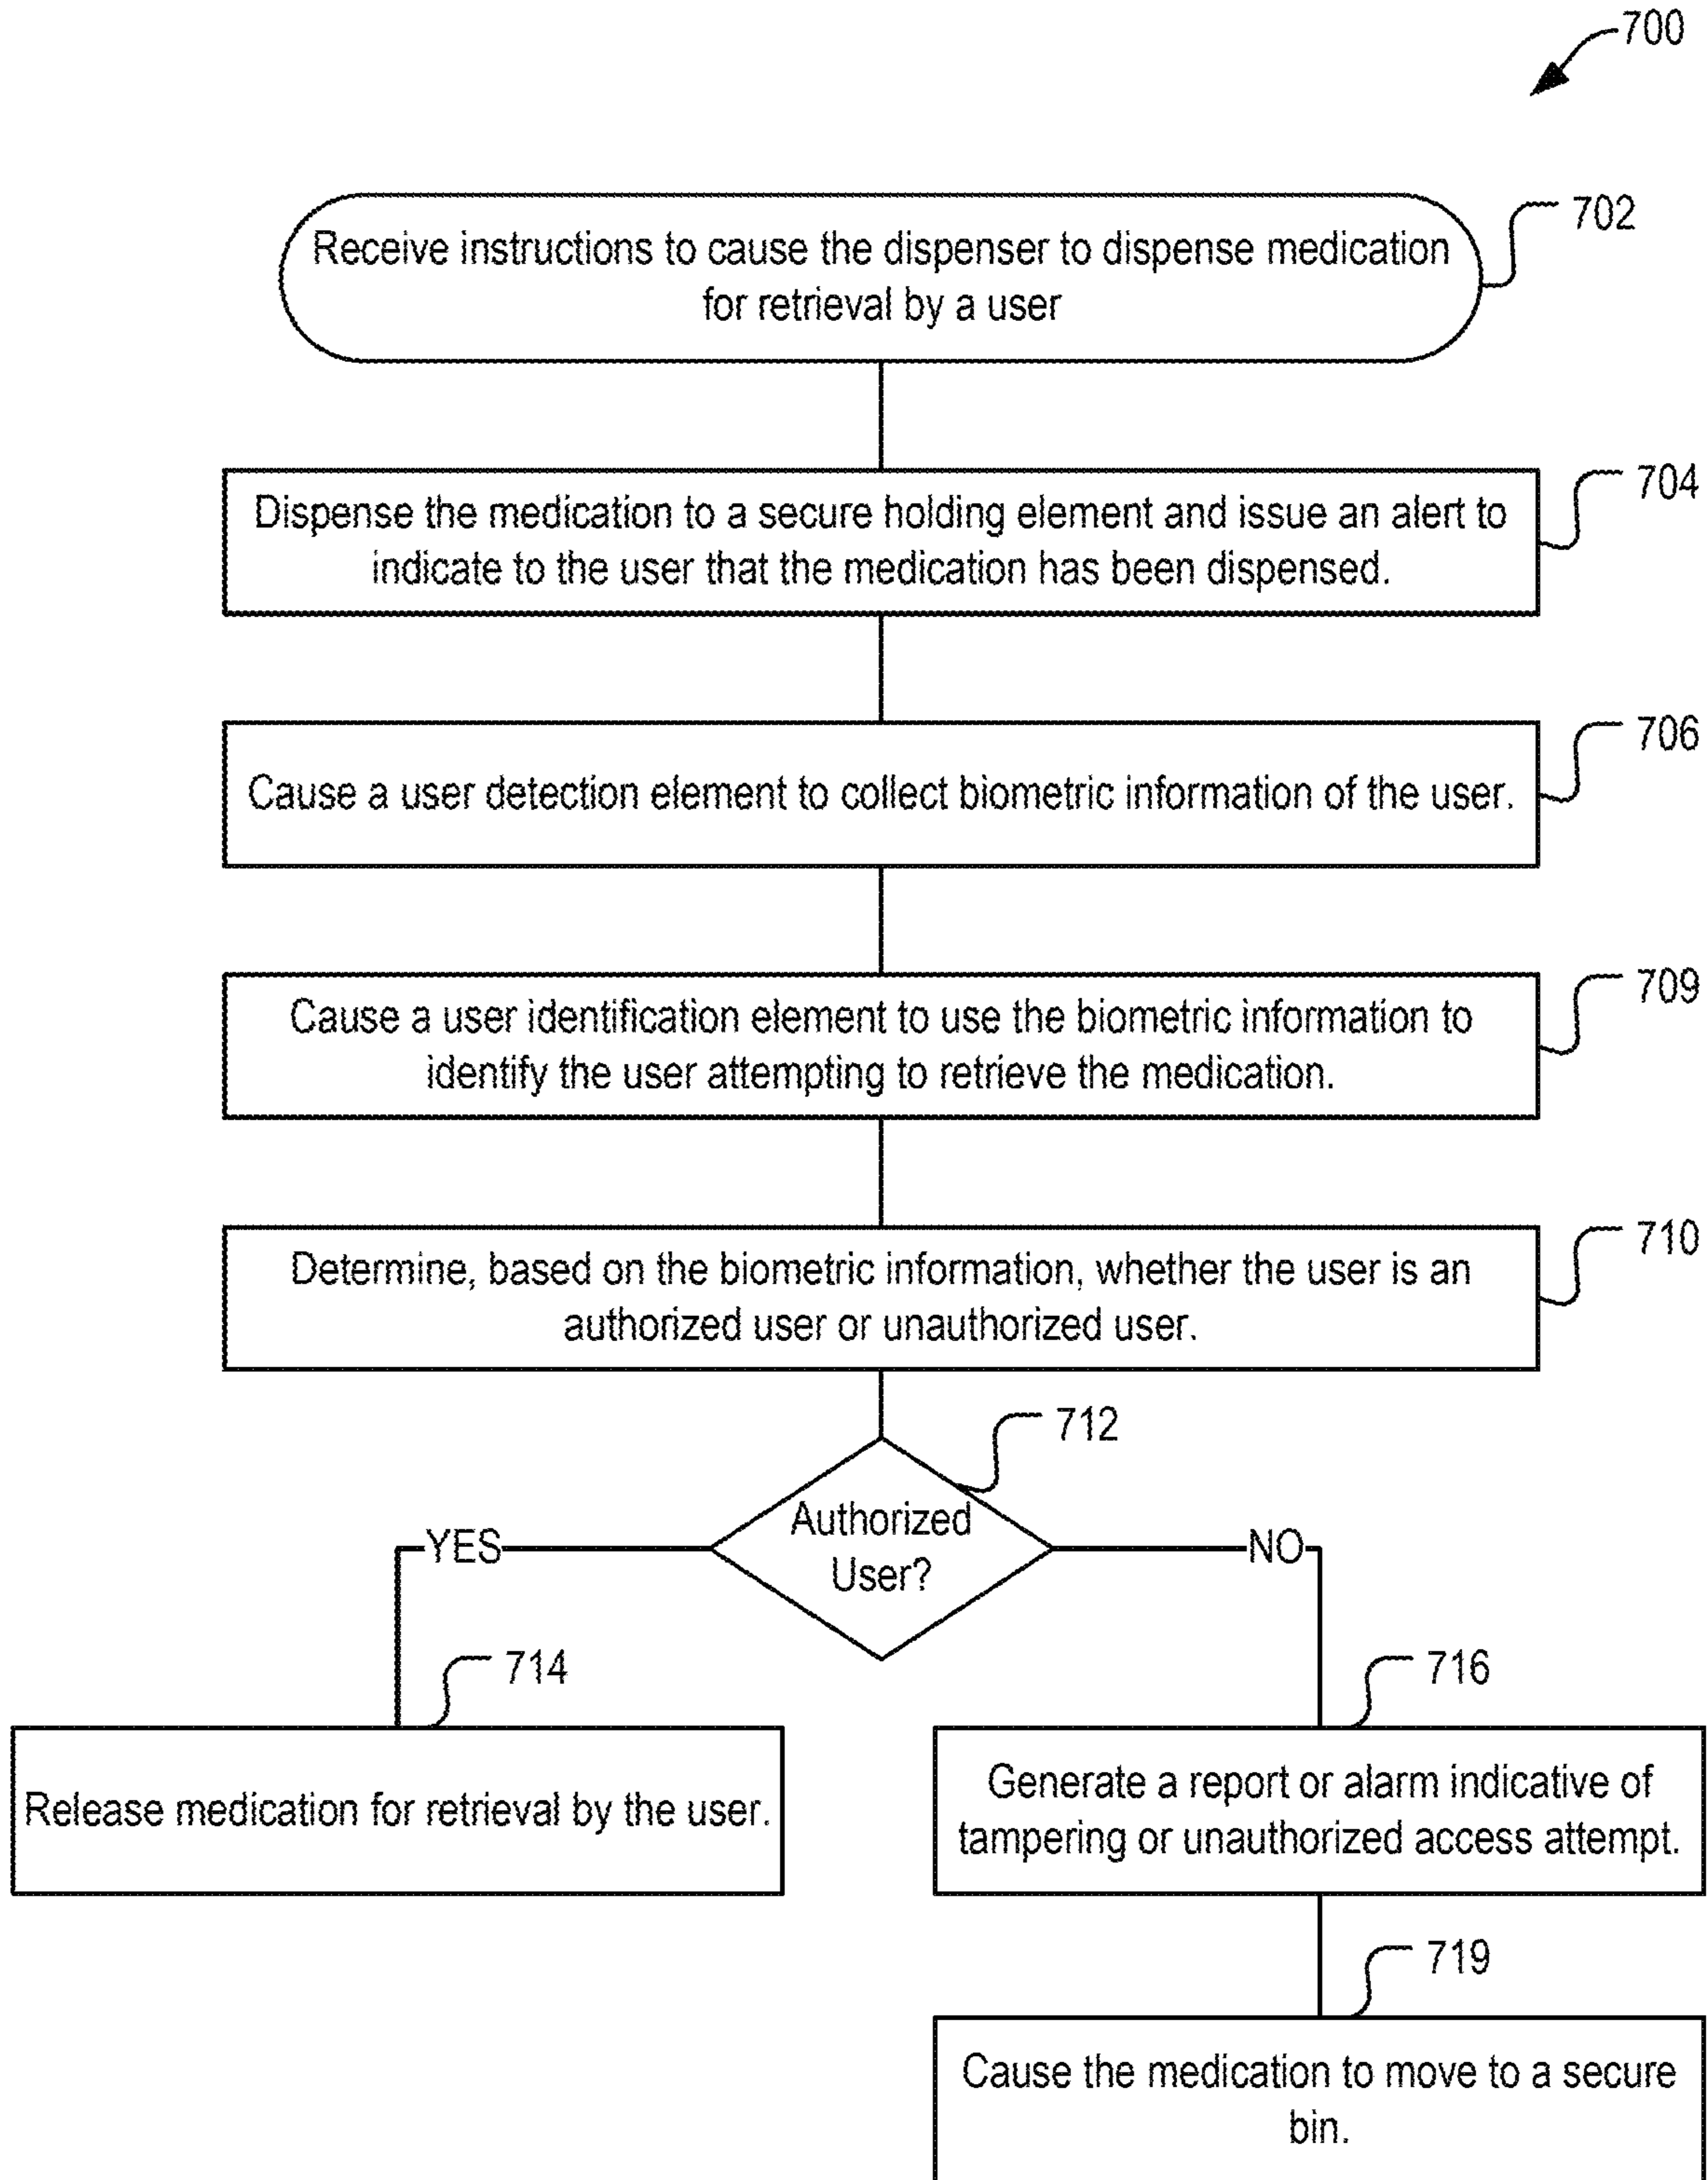 700
Receive instructions to cause the dispenser to dispense medication
for retrieval by a user
702
Dispense the medication to a secure holding element and issue an alert to
indicate to the user that the medication has been dispensed.
704
Cause a user detection element to collect biometric information of the user.
706
Cause a user identification element to use the biometric information to
identify the user attempting to retrieve the medication.
709
Determine, based on the biometric information, whether the user is an
authorized user or unauthorized user.
710
712
Authorized
User?
YES
NO
714
Release medication for retrieval by the user.
716
Generate a report or alarm indicative of
tampering or unauthorized access attempt.
719
Cause the medication to move to a secure
bin.